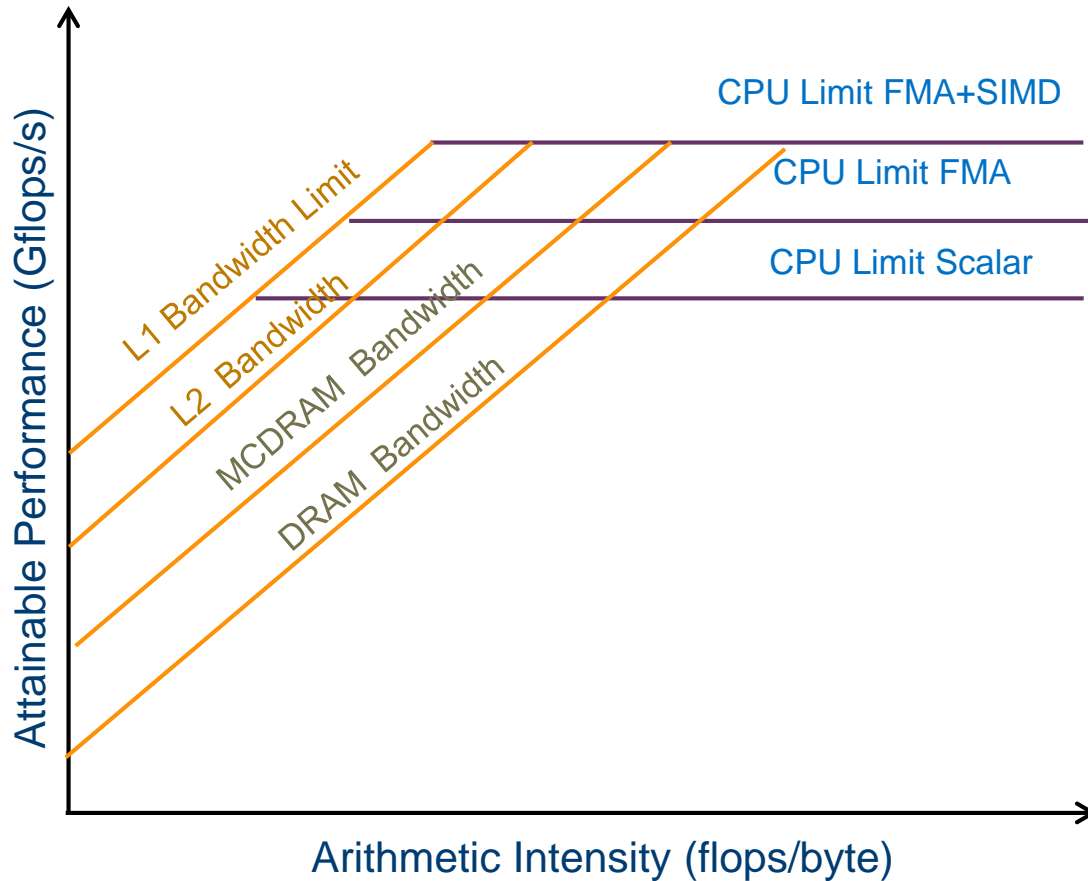 CPU Limit FMA+SIMD
CPU Limit FMA
CPU Limit Scalar
L1 Bandwidth Limit
L2 Bandwidth
MCDRAM Bandwidth
DRAM Bandwidth
Attainable Performance (Gflops/s)
Arithmetic Intensity (flops/byte)